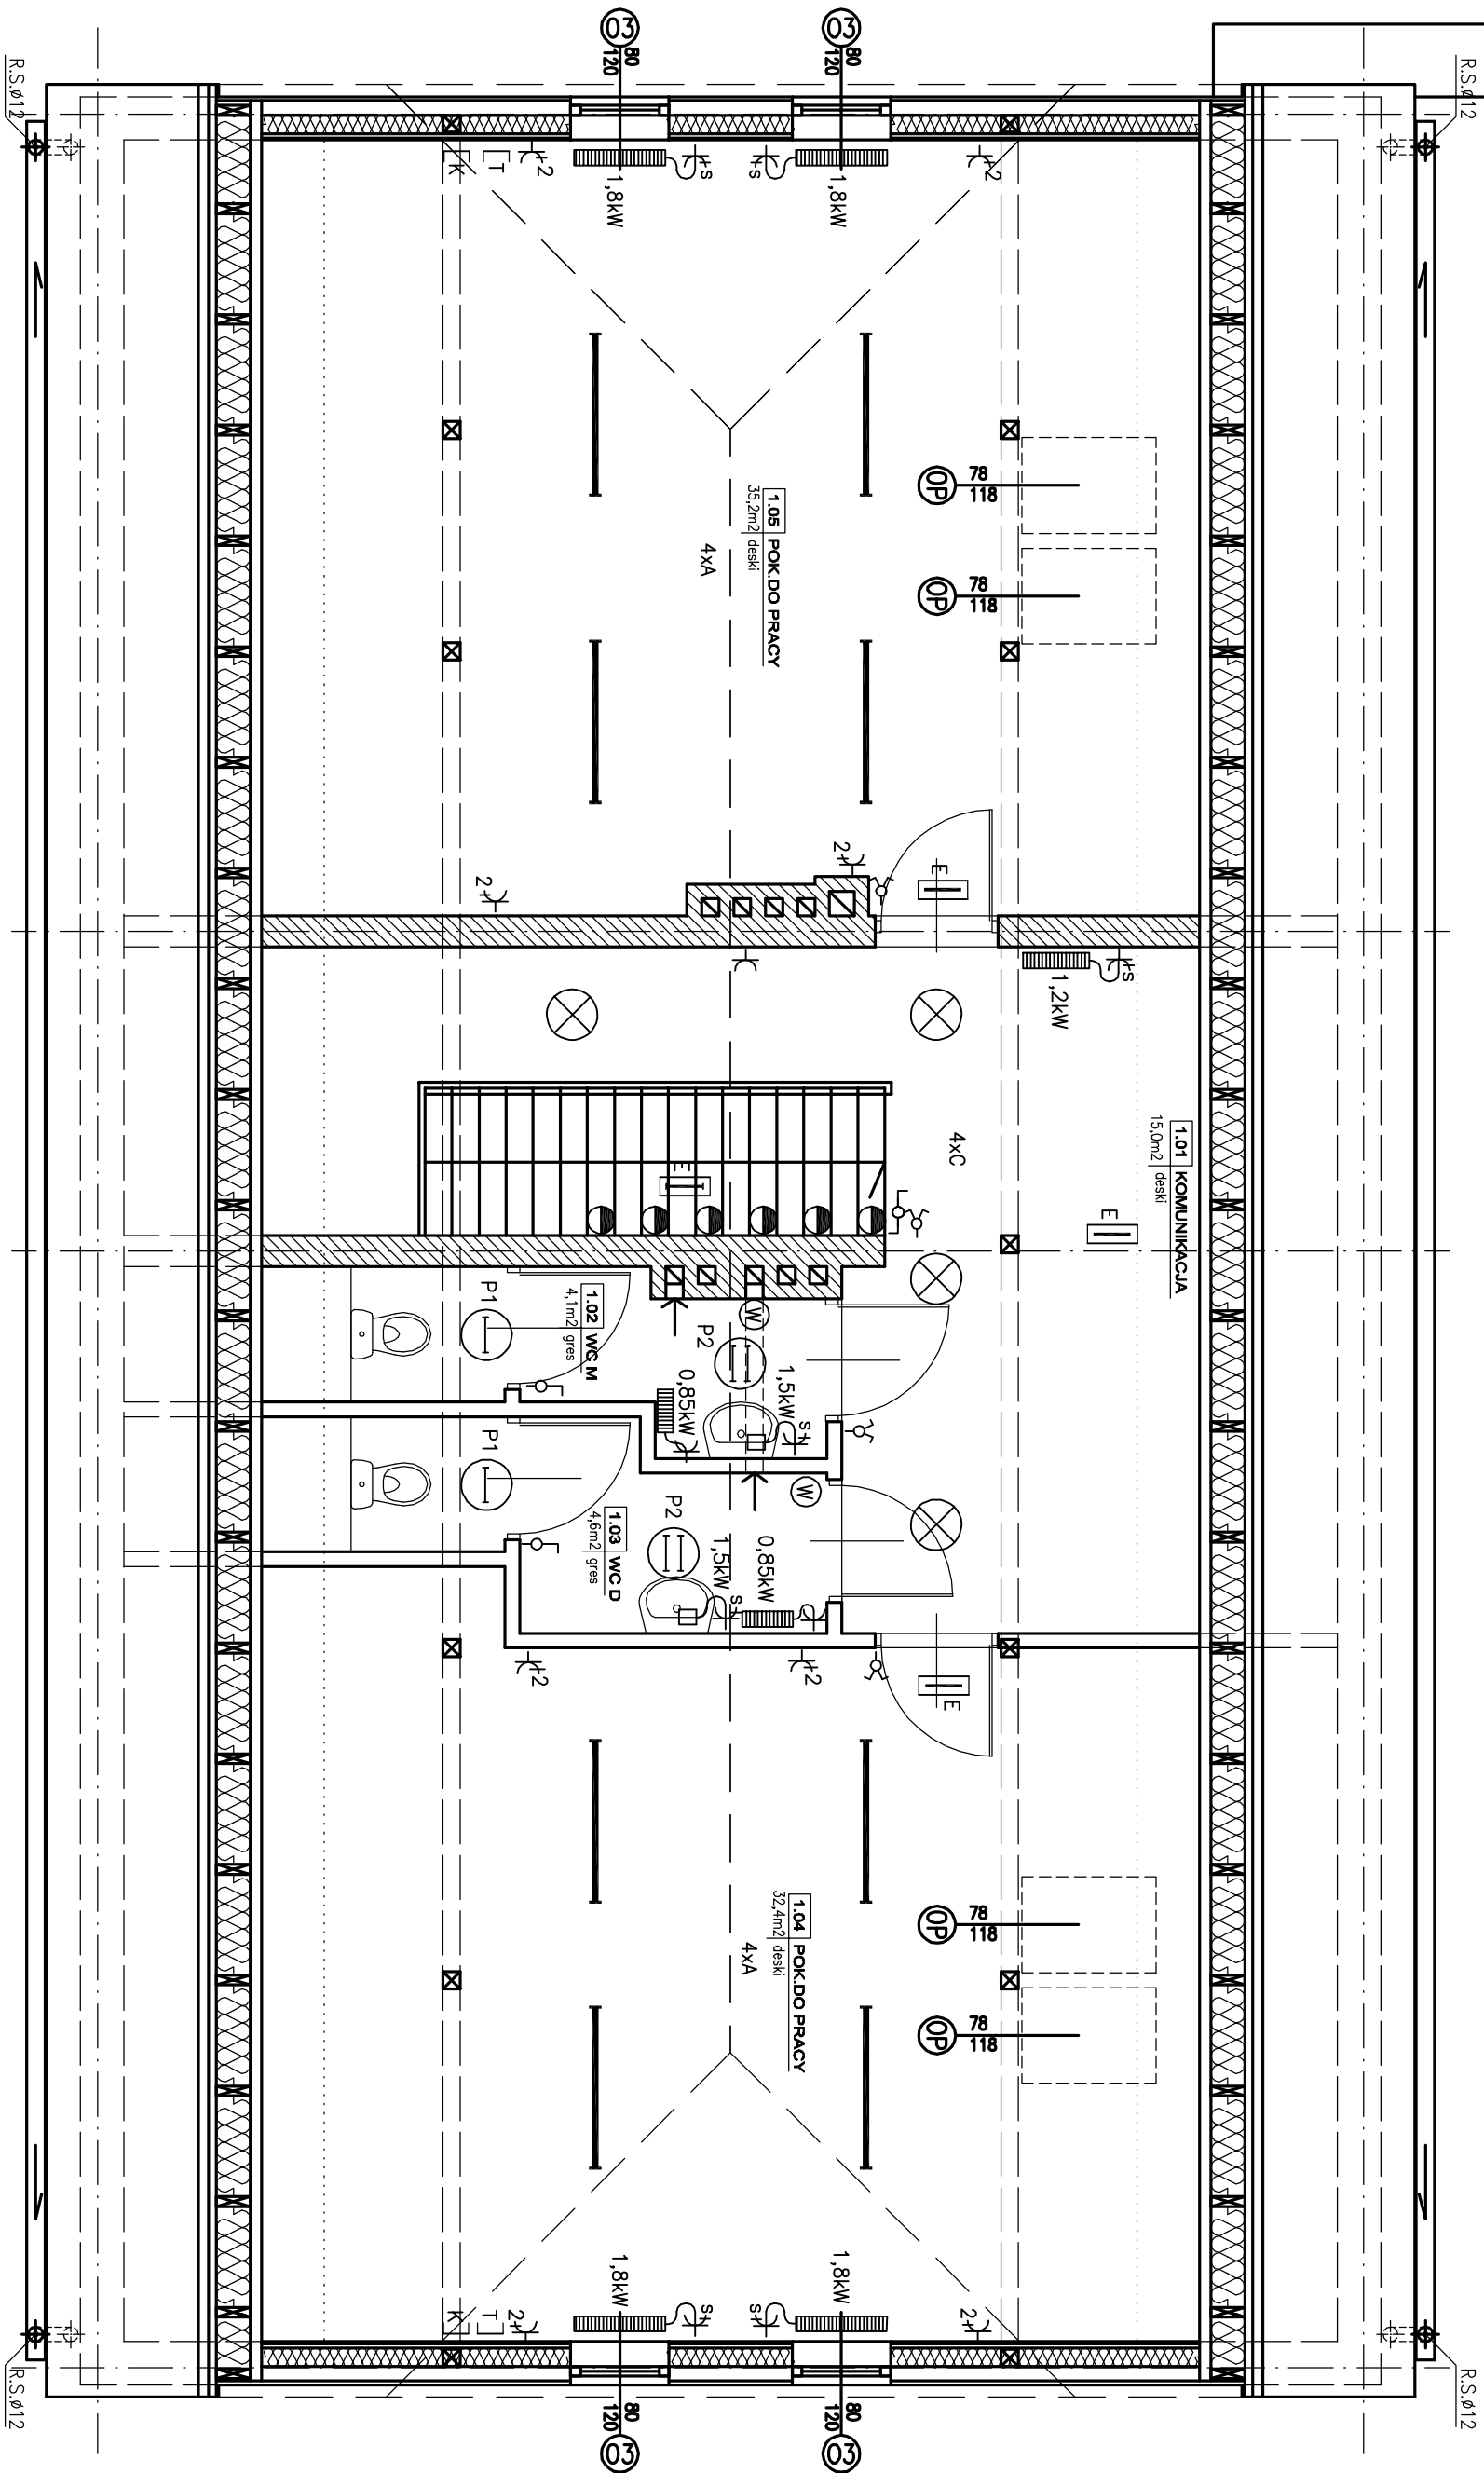 R.S.ø12
03
80
120
03
80
120
R.S.ø12
K
T
+2
1,8kW
+s
+s
1,8kW
+2
OP
78
118
OP
78
118
1.05 POK.DO PRACY
35,2m2 deski
4xA
2+
2+
E
+s
1,2kW
4xC
1.01 KOMUNIKACJA
15,0m2 deski
E
E
P1
1.02 WC M
4,1m2 gres
W
P2
0,85kW
1,5kW
s+
P1
W
P2
1.03 WC D
4,6m2 gres
1,5kW
s+
0,85kW
+2
+2
E
OP
78
118
OP
78
118
1.04 POK.DO PRACY
32,4m2 deski
4xA
K
T
2+
1,8kW
s+
s+
1,8kW
2+
R.S.ø12
80
120
03
80
120
03
R.S.ø12